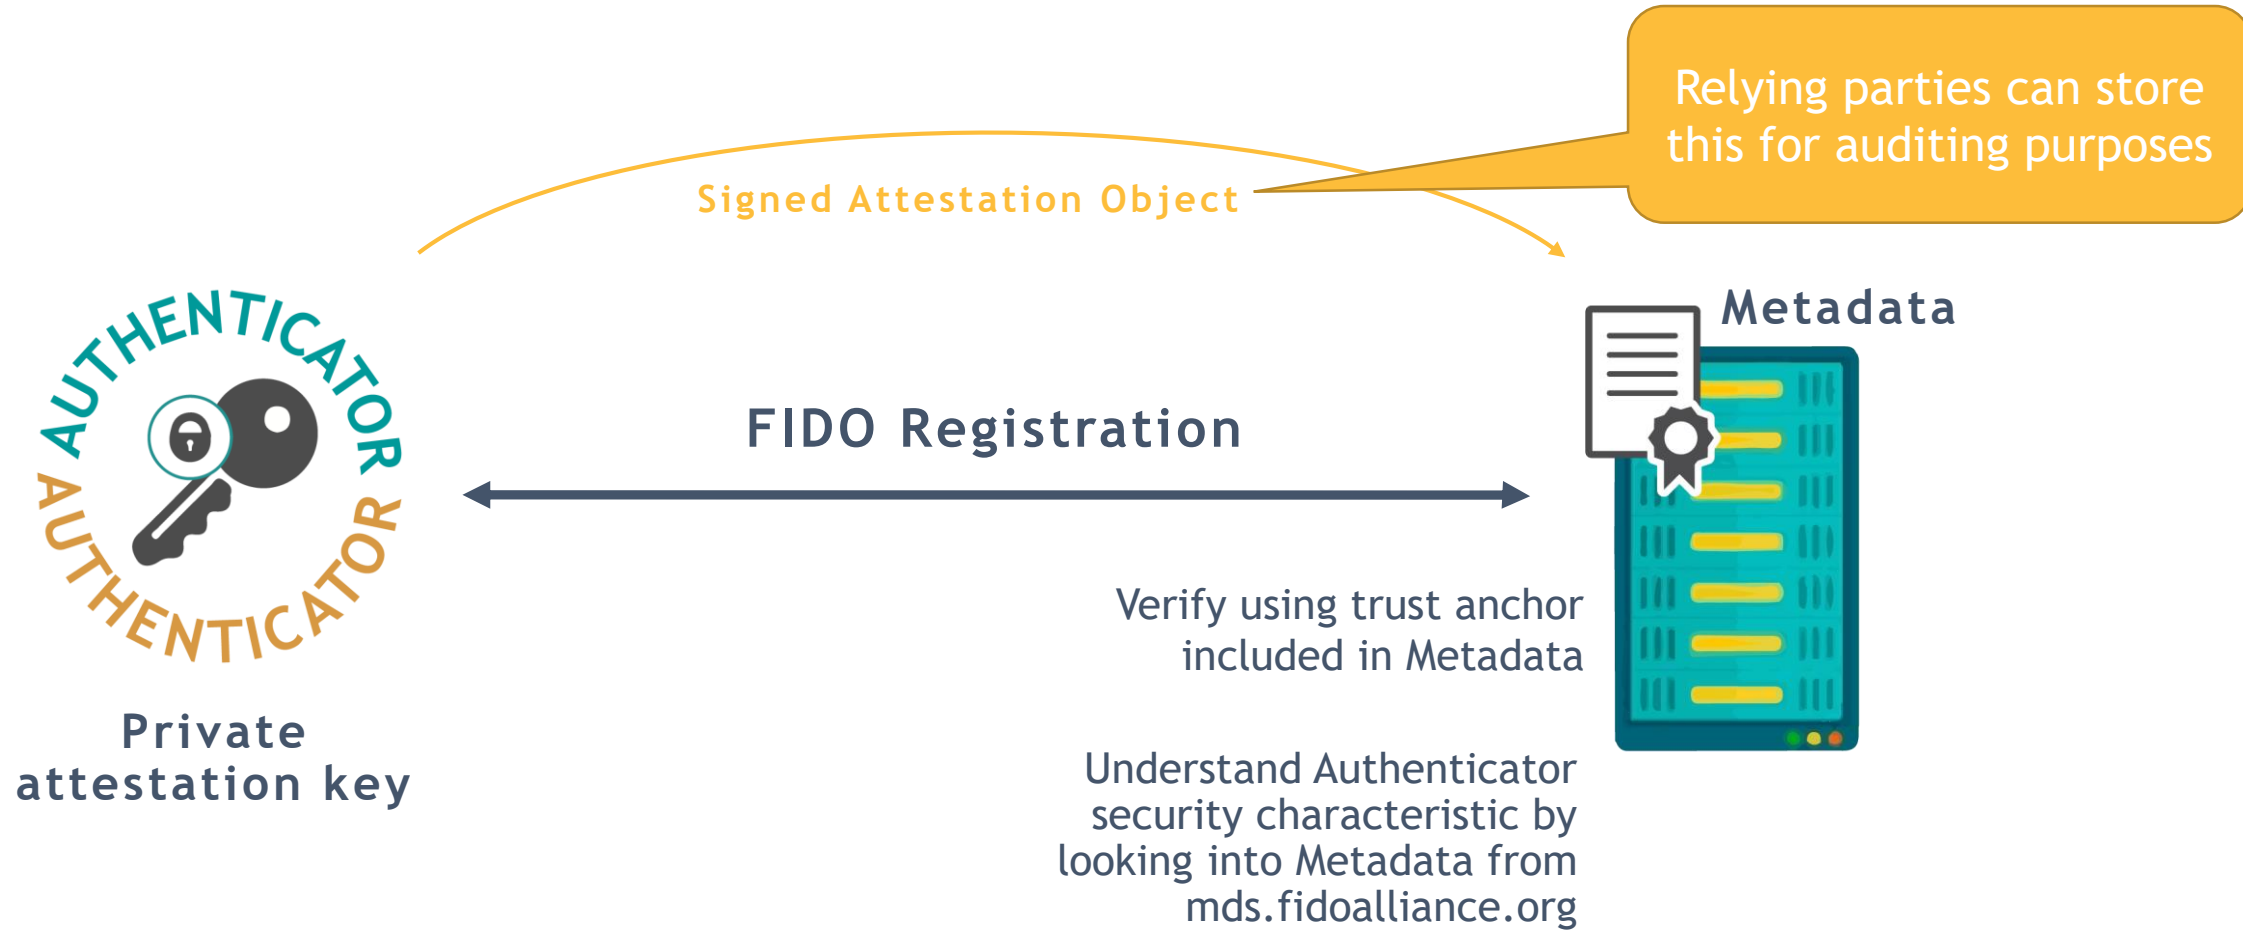 Relying parties can store
this for auditing purposes
Signed Attestation Object
Metadata
AUTHENTICATOR
AUTHENTICATOR
FIDO Registration
Verify using trust anchor
included in Metadata
Private
attestation key
Understand Authenticator
security characteristic by
looking into Metadata from
mds.fidoalliance.org